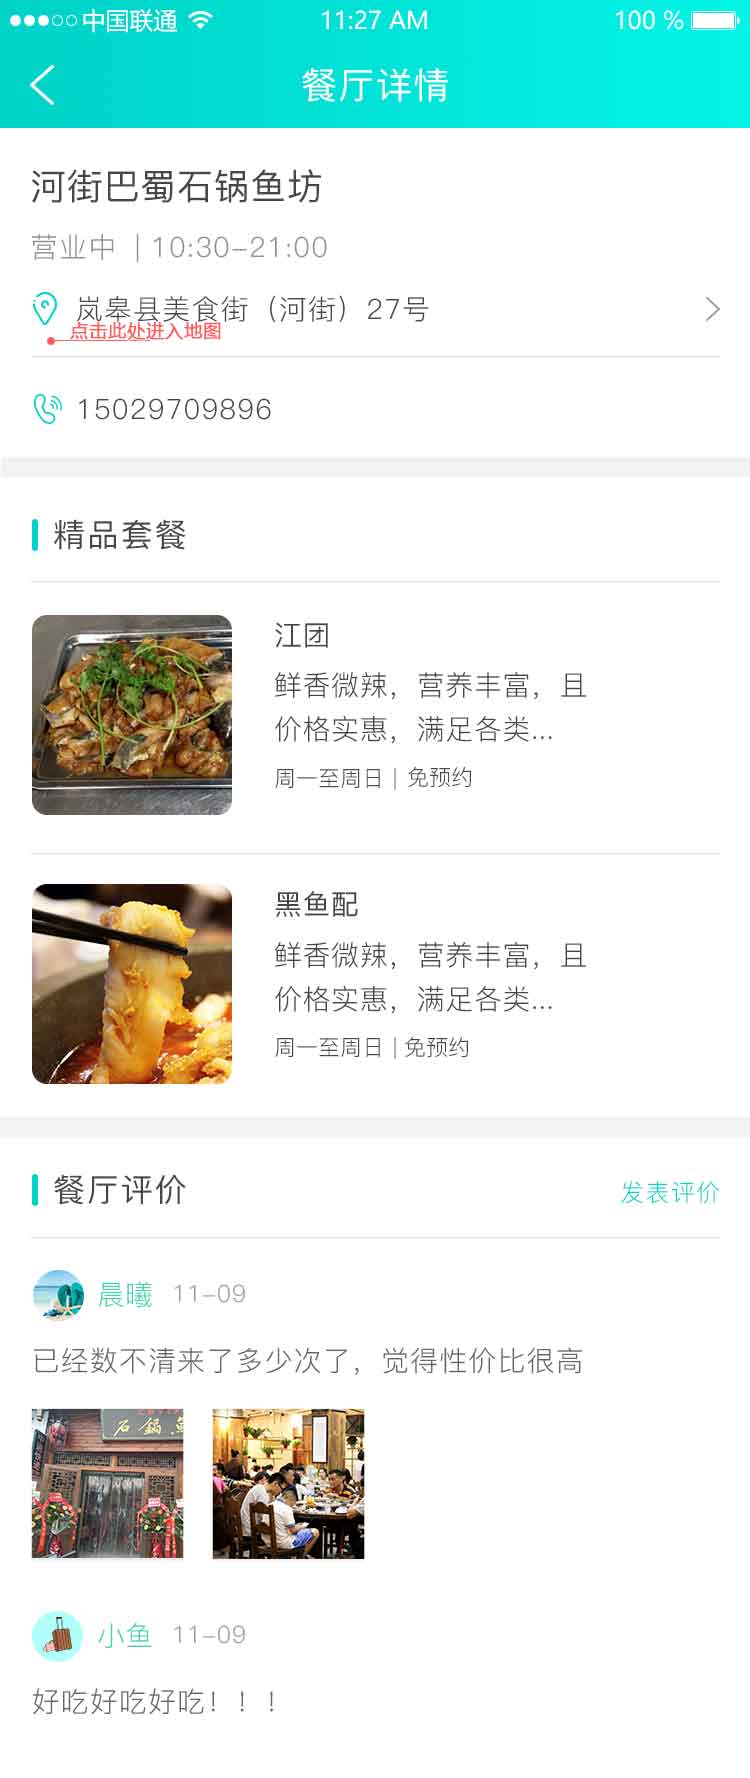 中国联通 11:27 AM 100 %
餐厅详情
河街巴蜀石锅鱼坊
营业中 | 10:30-21:00
岚皋县美食街（河街）27号
点击此处进入地图
15029709896
精品套餐
江团
鲜香微辣，营养丰富，且
价格实惠，满足各类...
周一至周日 | 免预约
黑鱼配
鲜香微辣，营养丰富，且
价格实惠，满足各类...
周一至周日 | 免预约
餐厅评价 发表评价
晨曦 11-09
已经数不清来了多少次了，觉得性价比很高
石锅
小鱼 11-09
好吃好吃好吃！！！